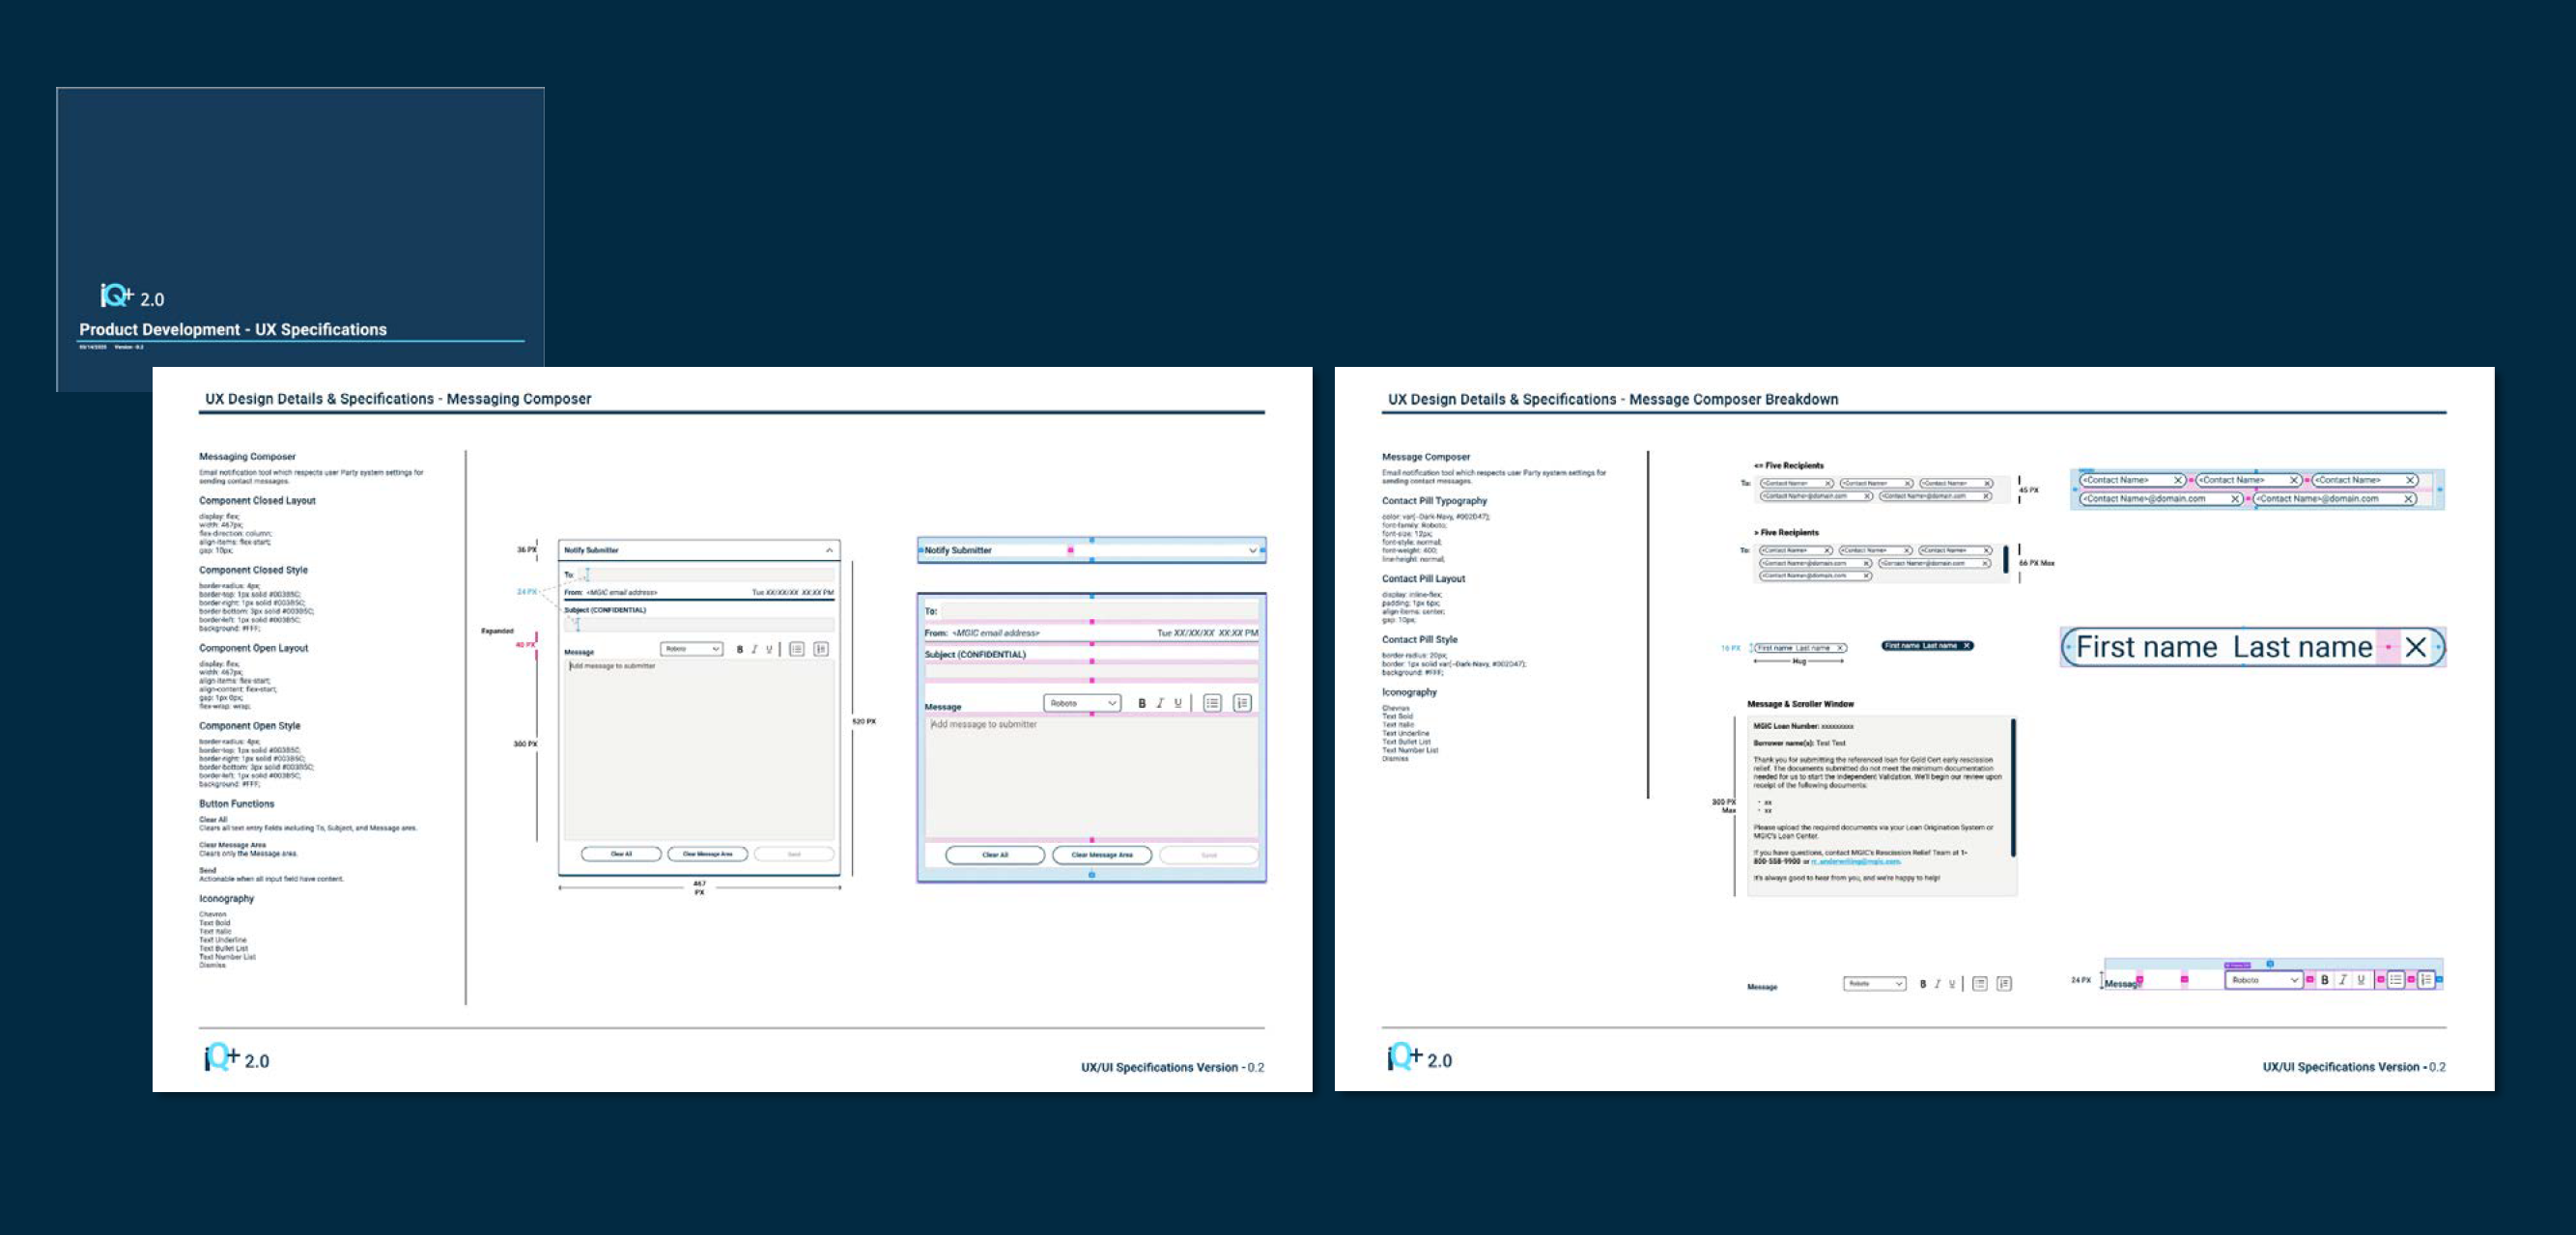 iQ+ 2.0
Product Development - UX Specifications
Version - 0.2
UX Design Details & Specifications - Messaging Composer
Messaging Composer
Email notification tool which respects user Party system settings for
sending contact messages.
Component Closed Layout
display: flex;
width: 467px;
flex-direction: column;
align-items: flex-start;
gap: 10px;
Component Closed Style
border-radius: 4px;
border-top: 1px solid #003B5C;
border-right: 1px solid #003B5C;
border-bottom: 3px solid #003B5C;
border-left: 1px solid #003B5C;
background: #FFF;
Component Open Layout
display: flex;
width: 467px;
align-items: flex-start;
align-content: flex-start;
gap: 1px 0px;
flex-wrap: wrap;
Component Open Style
border-radius: 4px;
border-top: 1px solid #003B5C;
border-right: 1px solid #003B5C;
border-bottom: 3px solid #003B5C;
border-left: 1px solid #003B5C;
background: #FFF;
Button Functions
Clear All
Clears all text entry fields including To, Subject, and Message area.
Clear Message Area
Clears only the Message area.
Send
Actionable when all input field have content.
Iconography
Chevron
Text Bold
Text Italic
Text Underline
Text Bullet List
Text Number List
Dismiss
36 PX
Notify Submitter
To:
24 PX
From: <MGIC email address> Tue XX/XX/XX XX:XX PM
Subject (CONFIDENTIAL)
Expanded
40 PX
Message Roboto B I U
Add message to submitter
300 PX
520 PX
Clear All Clear Message Area Send
467
PX
Notify Submitter
To:
From: <MGIC email address> Tue XX/XX/XX XX:XX PM
Subject (CONFIDENTIAL)
Message Roboto B I U
Add message to submitter
Clear All Clear Message Area Send
iQ+ 2.0
UX/UI Specifications Version - 0.2
UX Design Details & Specifications - Message Composer Breakdown
Message Composer
Email notification tool which respects user Party system settings for
sending contact messages.
Contact Pill Typography
color: var(--Dark-Navy, #002D47);
font-family: Roboto;
font-size: 12px;
font-style: normal;
font-weight: 400;
line-height: normal;
Contact Pill Layout
display: inline-flex;
padding: 1px 6px;
align-items: center;
gap: 10px;
Contact Pill Style
border-radius: 20px;
border: 1px solid var(--Dark-Navy, #002D47);
background: #FFF;
Iconography
Chevron
Text Bold
Text Italic
Text Underline
Text Bullet List
Text Number List
Dismiss
<= Five Recipients
To: <Contact Name> <Contact Name> <Contact Name>
<Contact Name>@domain.com <Contact Name>@domain.com
45 PX
> Five Recipients
To: <Contact Name> <Contact Name> <Contact Name>
<Contact Name>@domain.com <Contact Name>@domain.com
<Contact Name>@domain.com
66 PX Max
16 PX First name Last name
Hug
First name Last name
Message & Scroller Window
MGIC Loan Number: xxxxxxxxx
Borrower name(s): Test Test
Thank you for submitting the referenced loan for Gold Cert early rescission
relief. The documents submitted do not meet the minimum documentation
needed for us to start the Independent Validation. We'll begin our review upon
receipt of the following documents:
• xx
• xx
Please upload the required documents via your Loan Origination System or
MGIC's Loan Center.
If you have questions, contact MGIC's Rescission Relief Team at 1-
800-558-9900 or rr_underwriting@mgic.com.
It's always good to hear from you, and we're happy to help!
300 PX
Max
Message Roboto B I U
<Contact Name> <Contact Name> <Contact Name>
<Contact Name>@domain.com <Contact Name>@domain.com
First name Last name
24 PX Message Roboto B I U
iQ+ 2.0
UX/UI Specifications Version - 0.2